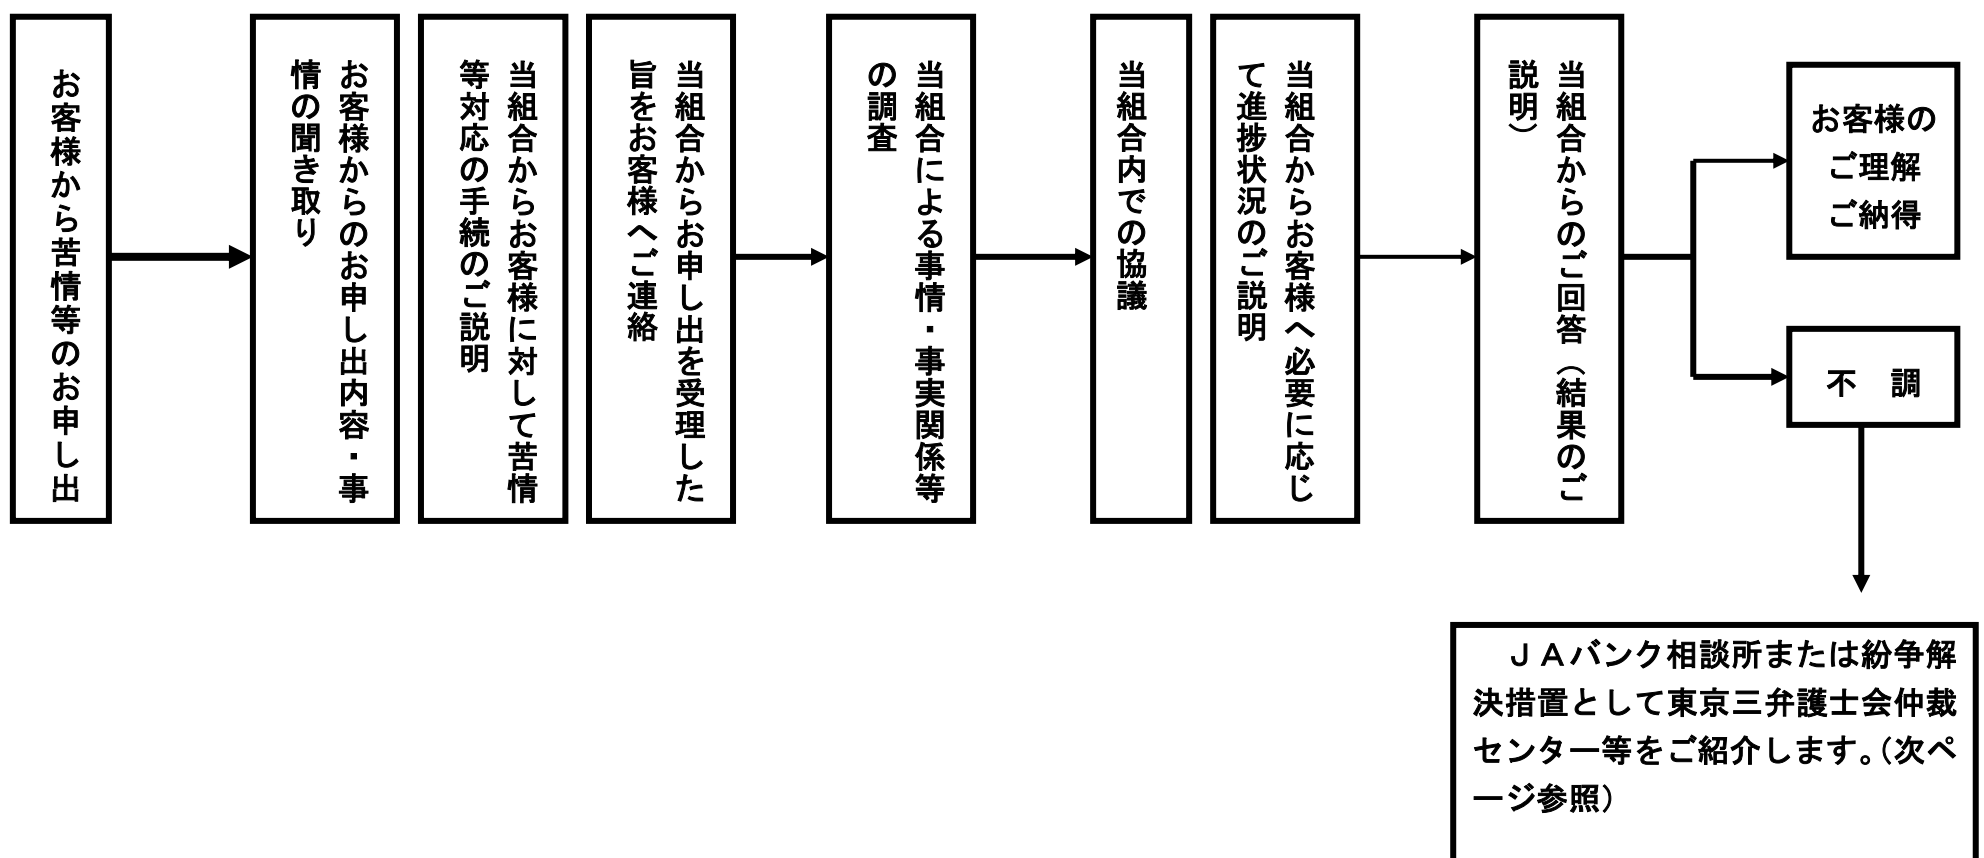 お客様から苦情等のお申し出
お客様からのお申し出内容・事
情の聞き取り
当組合からお客様に対して苦情
等対応の手続のご説明
当組合からお申し出を受理した
旨をお客様へご連絡
当組合による事情・事実関係等
の調査
当組合内での協議
当組合からお客様へ必要に応じ
て進捗状況のご説明
当組合からのご回答（結果のご
説明）
お客様の
ご理解
ご納得
不　調
ＪＡバンク相談所または紛争解
決措置として東京三弁護士会仲裁
センター等をご紹介します。（次ペ
ージ参照）